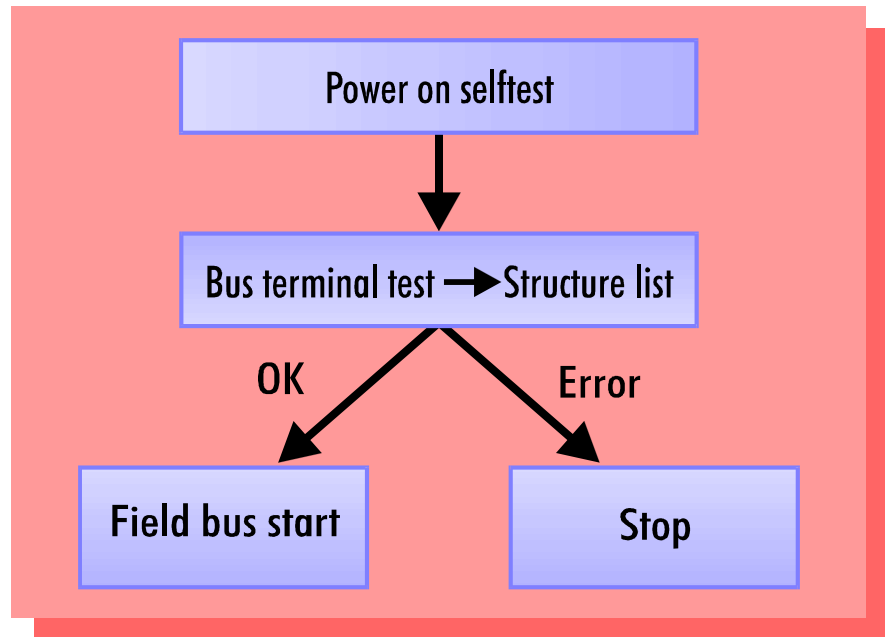 Power on selftest
Bus terminal test → Structure list
OK
Error
Field bus start
Stop